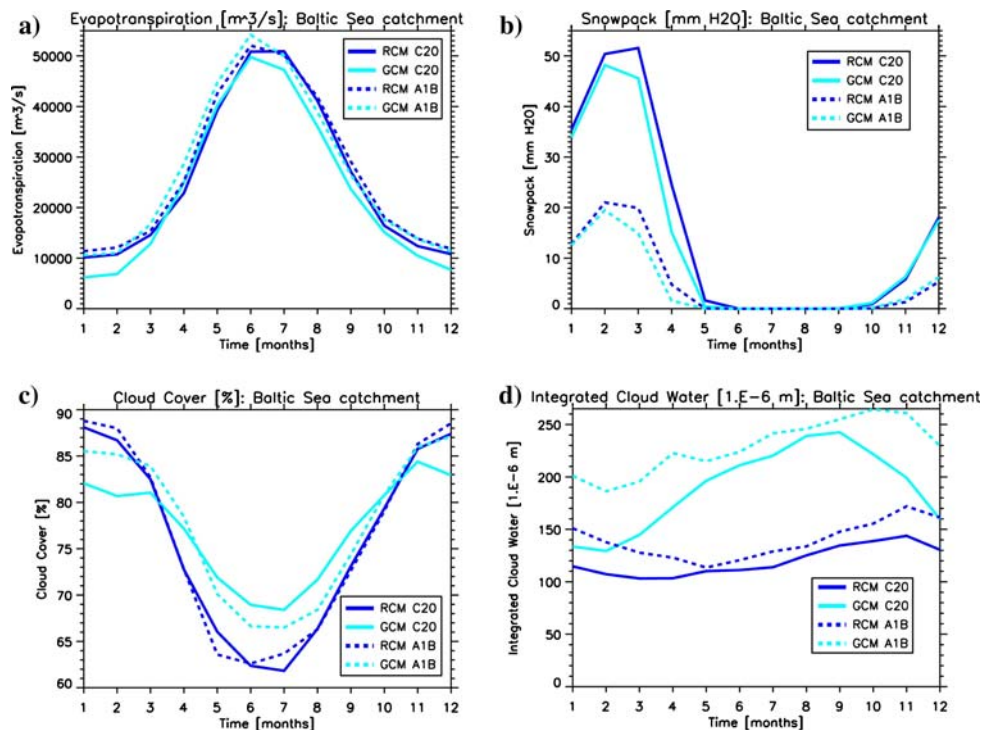 a) Evapotranspiration [m^3/s]: Baltic Sea catchment
Evapotranspiration [m^3/s]
50000
40000
30000
20000
10000
0
RCM C20
GCM C20
RCM A1B
GCM A1B
1 2 3 4 5 6 7 8 9 10 11 12
Time [months]
b) Snowpack [mm H2O]: Baltic Sea catchment
Snowpack [mm H2O]
50
40
30
20
10
0
RCM C20
GCM C20
RCM A1B
GCM A1B
1 2 3 4 5 6 7 8 9 10 11 12
Time [months]
c) Cloud Cover [%]: Baltic Sea catchment
Cloud Cover [%]
90
85
80
75
70
65
60
RCM C20
GCM C20
RCM A1B
GCM A1B
1 2 3 4 5 6 7 8 9 10 11 12
Time [months]
d) Integrated Cloud Water [1.E-6 m]: Baltic Sea catchment
Integrated Cloud Water [1.E-6 m]
250
200
150
100
50
0
RCM C20
GCM C20
RCM A1B
GCM A1B
1 2 3 4 5 6 7 8 9 10 11 12
Time [months]